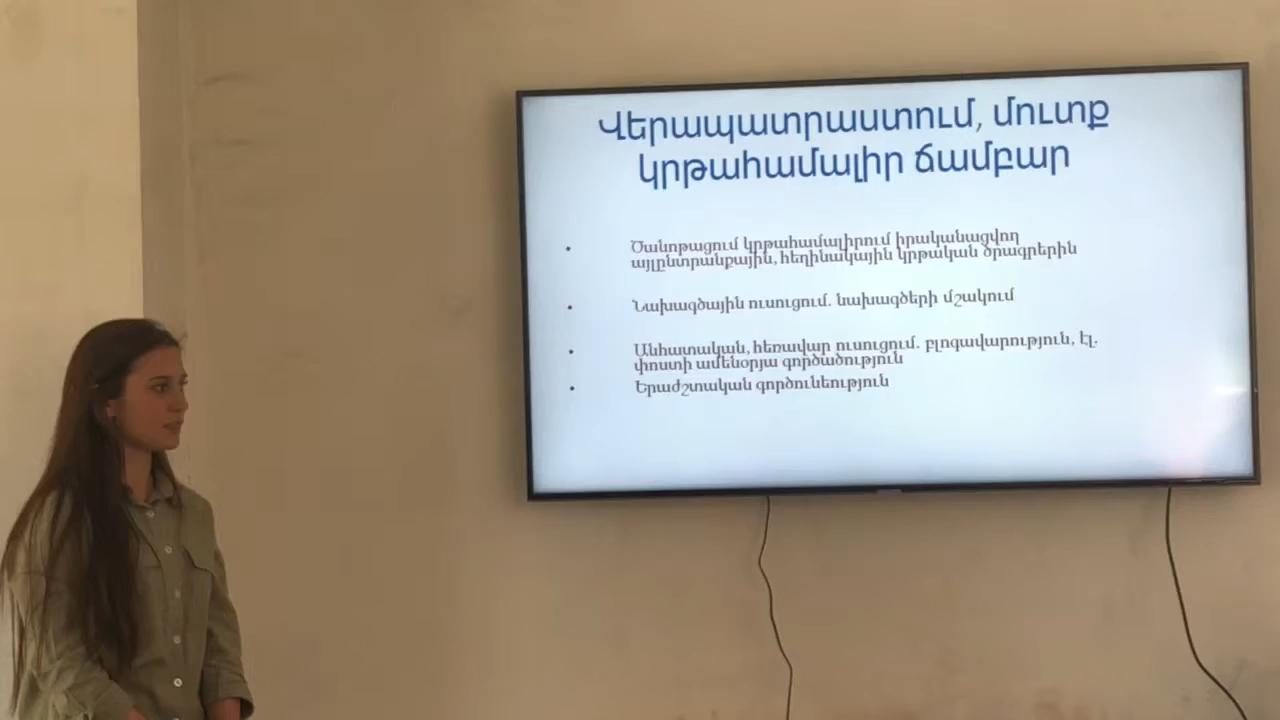 Վերապատրաստում, մուտք
կրթահամալիր ճամբար
• Ծանոթացում կրթահամալիրում իրականացվող
այլընտրանքային, հեղինակային կրթական ծրագրերին
• Նախագծային ուսուցում. նախագծերի մշակում
• Անհատական, հեռավար ուսուցում. բլոգավարություն, էլ.
փոստի ամենօրյա գործածություն
• Երաժշտական գործունեություն